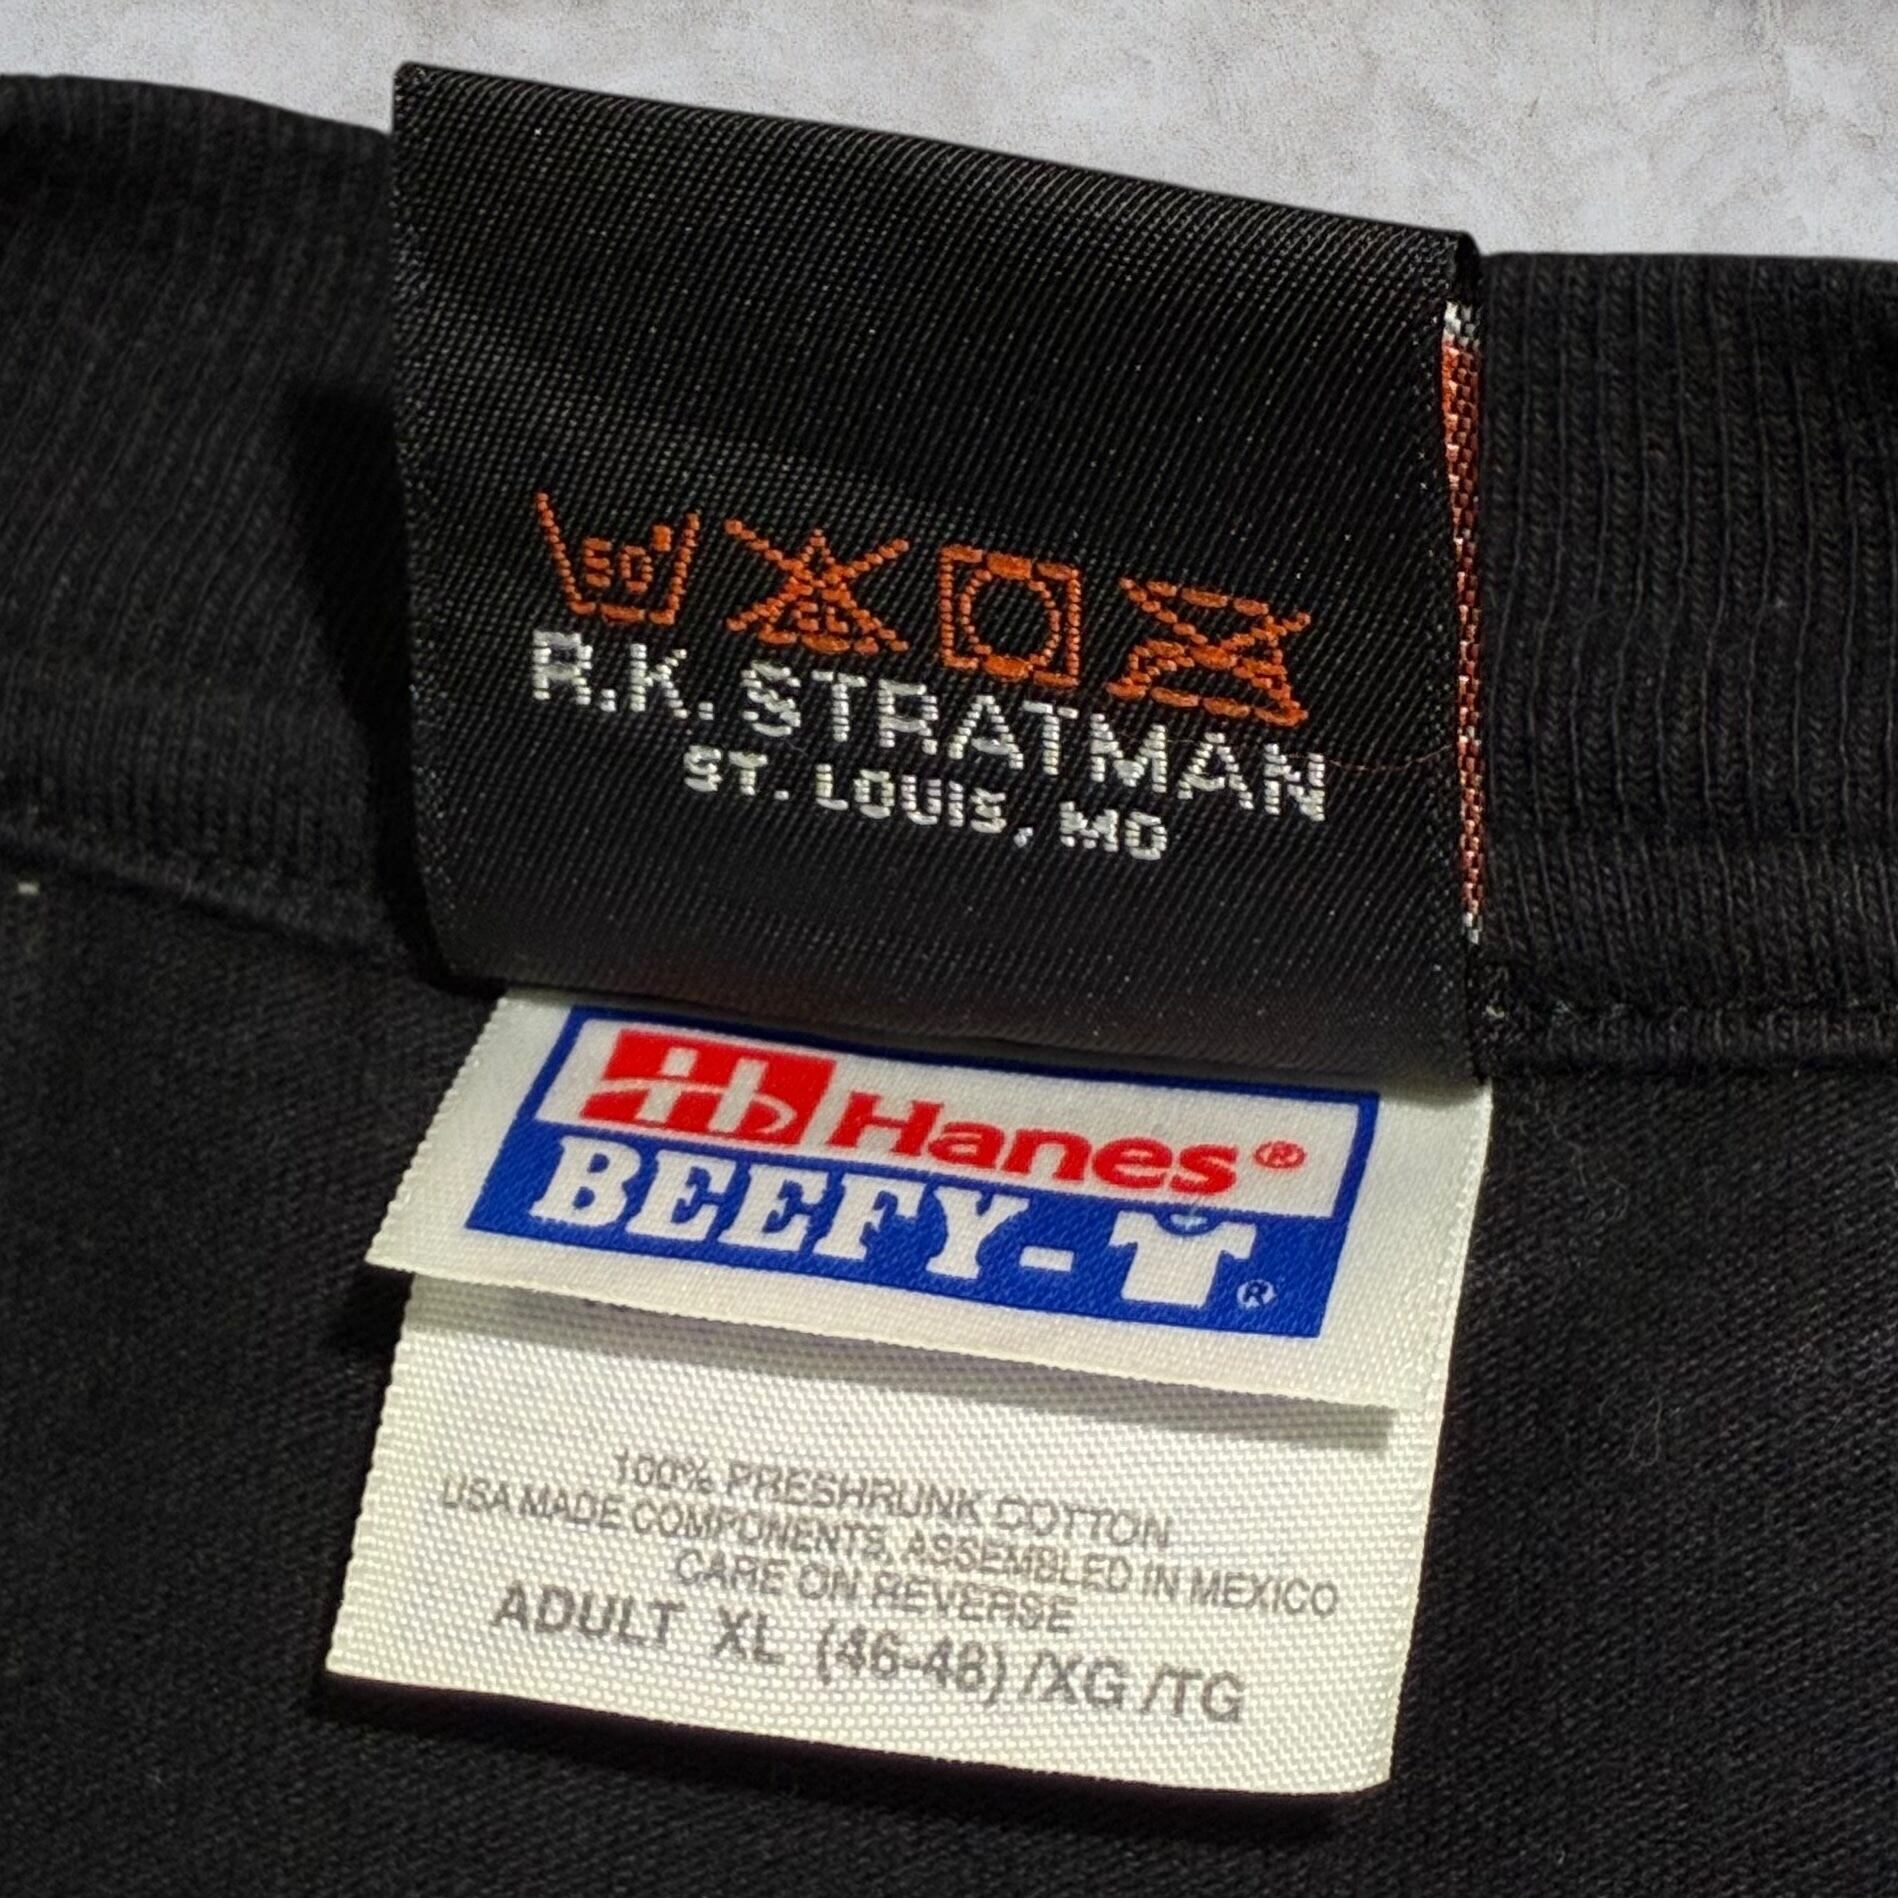 50°
CL
R.K. STRATMAN
ST. LOUIS, MO
Hanes®
BEEFY-T®
100% PRESHRUNK COTTON
USA MADE COMPONENTS, ASSEMBLED IN MEXICO
CARE ON REVERSE
ADULT XL (46-48) /XG /TG